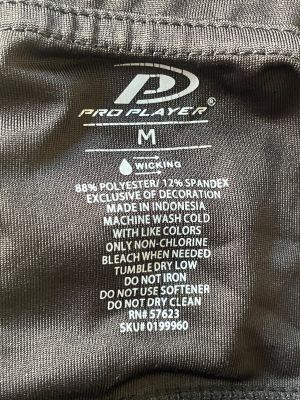 PRO PLAYER®
M
WICKING
88% POLYESTER/ 12% SPANDEX
EXCLUSIVE OF DECORATION
MADE IN INDONESIA
MACHINE WASH COLD
WITH LIKE COLORS
ONLY NON-CHLORINE
BLEACH WHEN NEEDED
TUMBLE DRY LOW
DO NOT IRON
DO NOT USE SOFTENER
DO NOT DRY CLEAN
RN# 57623
SKU# 0199960